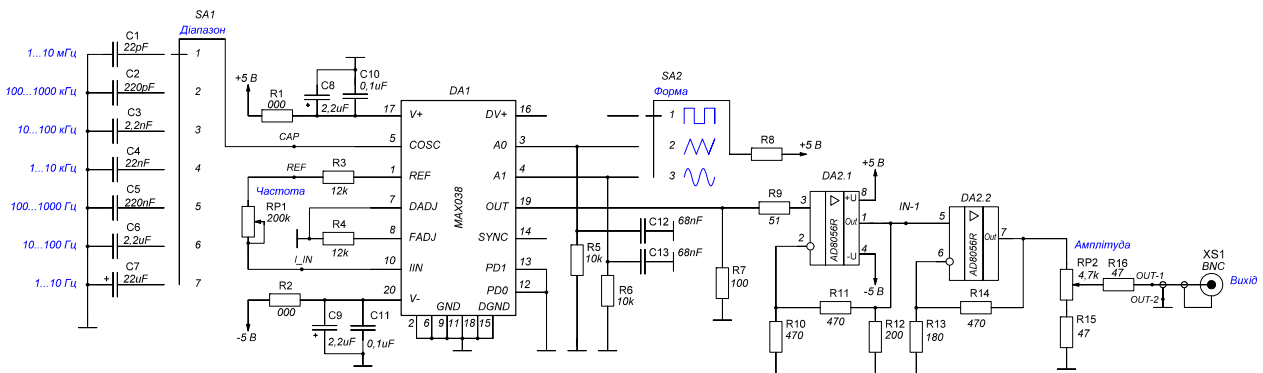 SA1
Діапазон
1...10 мГц
C1
22pF
1
100...1000 кГц
C2
220pF
2
10...100 кГц
C3
2,2nF
3
1...10 кГц
C4
22nF
4
100...1000 Гц
C5
220nF
5
10...100 Гц
C6
2,2uF
6
1...10 Гц
C7
+
22uF
7
+5 В
R1
000
C8
+
2,2uF
C10
0,1uF
CAP
REF
R3
12k
Частота
RP1
200k
R4
12k
I_IN
R2
000
-5 В
C9
+
2,2uF
C11
0,1uF
DA1
MAX038
17
V+
5
COSC
1
REF
7
DADJ
8
FADJ
10
IIN
20
V-
GND
DGND
2
6
9
11
18
15
DV+
16
A0
3
A1
4
OUT
19
SYNC
14
PD1
13
PD0
12
SA2
Форма
1
2
3
R8
+5 В
C12
68nF
C13
68nF
R5
10k
R6
10k
R7
100
R9
51
DA2.1
AD8056R
3
2
+U
8
Out
1
-U
4
+5 В
-5 В
IN-1
R10
470
R11
470
R12
200
DA2.2
AD8056R
5
6
Out
7
R13
180
R14
470
Амплітуда
RP2
4,7k
R15
47
R16
47
OUT-1
OUT-2
XS1
BNC
Вихід